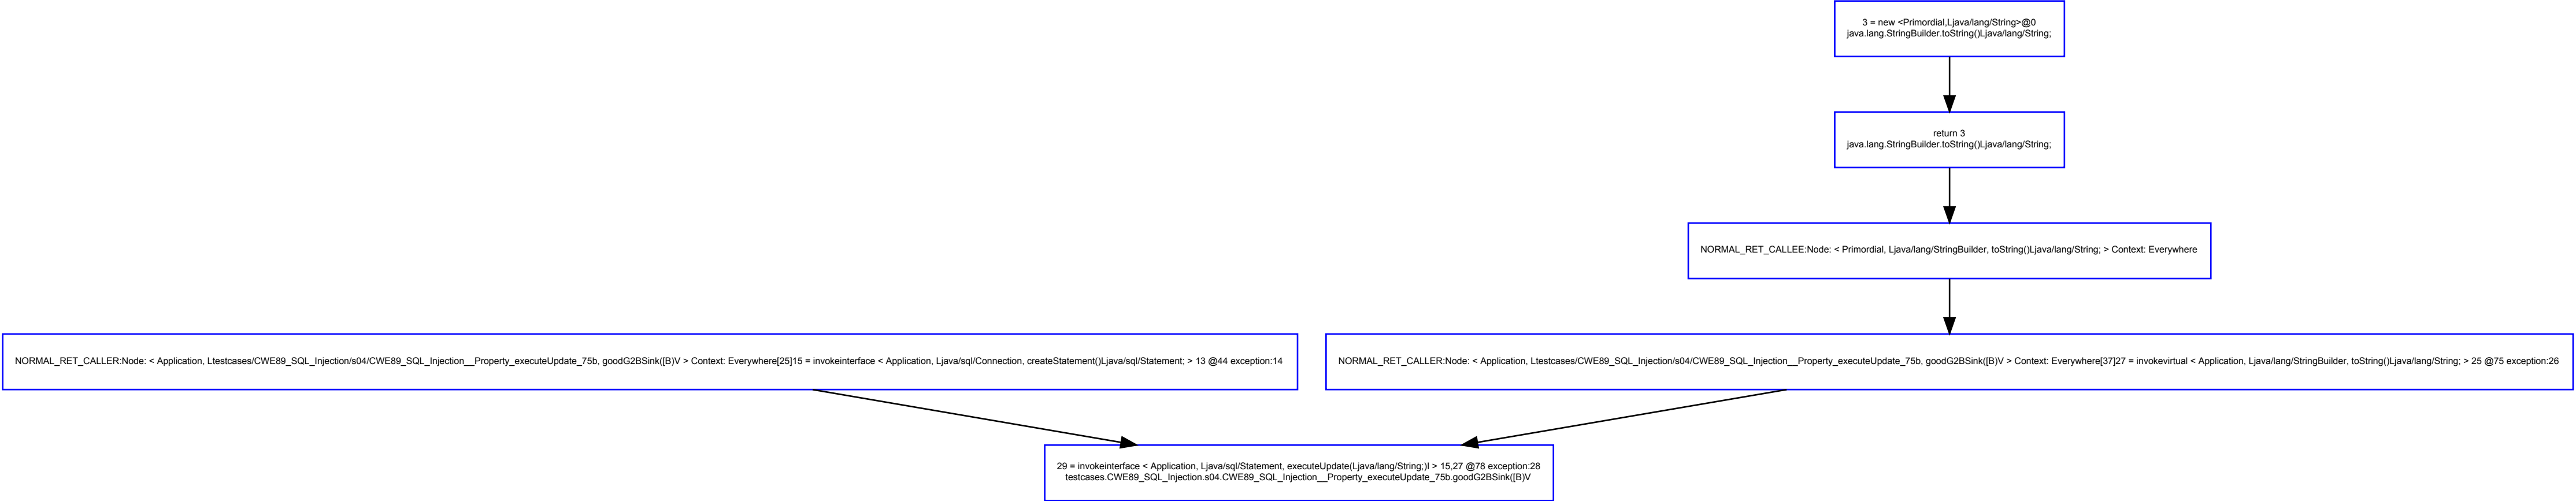 3 = new <Primordial,Ljava/lang/String>@0
java.lang.StringBuilder.toString()Ljava/lang/String;
return 3
java.lang.StringBuilder.toString()Ljava/lang/String;
NORMAL_RET_CALLEE:Node: < Primordial, Ljava/lang/StringBuilder, toString()Ljava/lang/String; > Context: Everywhere
NORMAL_RET_CALLER:Node: < Application, Ltestcases/CWE89_SQL_Injection/s04/CWE89_SQL_Injection__Property_executeUpdate_75b, goodG2BSink([B)V > Context: Everywhere[25]15 = invokeinterface < Application, Ljava/sql/Connection, createStatement()Ljava/sql/Statement; > 13 @44 exception:14
NORMAL_RET_CALLER:Node: < Application, Ltestcases/CWE89_SQL_Injection/s04/CWE89_SQL_Injection__Property_executeUpdate_75b, goodG2BSink([B)V > Context: Everywhere[37]27 = invokevirtual < Application, Ljava/lang/StringBuilder, toString()Ljava/lang/String; > 25 @75 exception:26
29 = invokeinterface < Application, Ljava/sql/Statement, executeUpdate(Ljava/lang/String;)I > 15,27 @78 exception:28
testcases.CWE89_SQL_Injection.s04.CWE89_SQL_Injection__Property_executeUpdate_75b.goodG2BSink([B)V